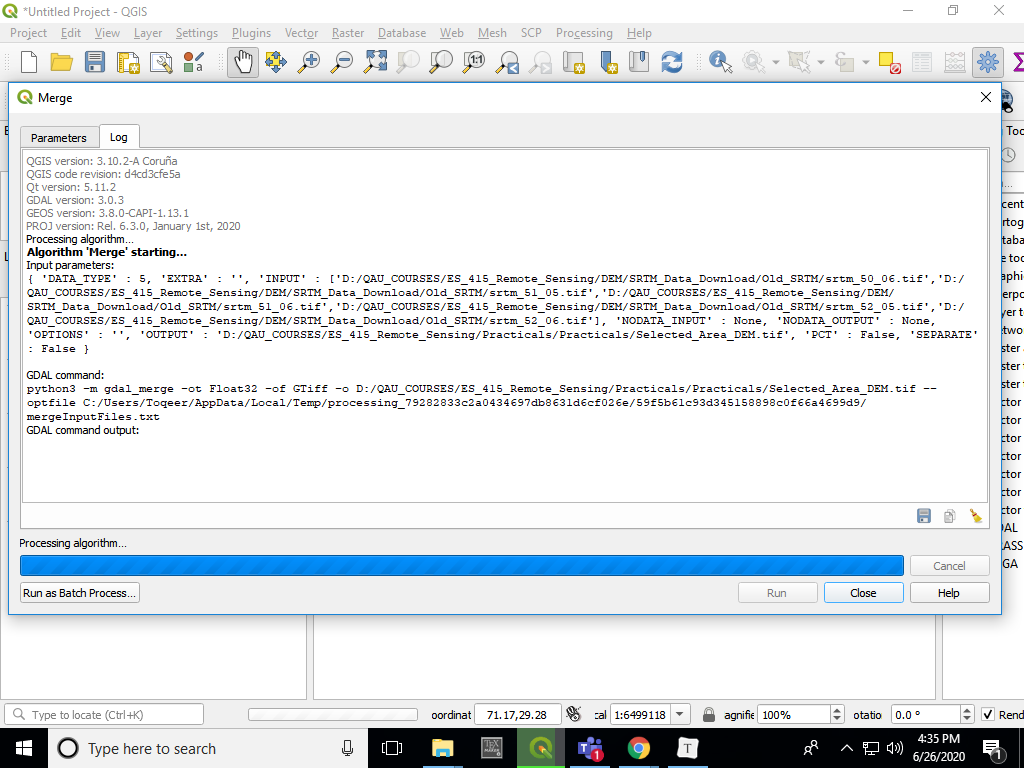 *Untitled Project - QGIS
Project Edit View Layer Settings Plugins Vector Raster Database Web Mesh SCP Processing Help
Merge
Parameters Log
QGIS version: 3.10.2-A Coruña
QGIS code revision: d4cd3cfe5a
Qt version: 5.11.2
GDAL version: 3.0.3
GEOS version: 3.8.0-CAPI-1.13.1
PROJ version: Rel. 6.3.0, January 1st, 2020
Processing algorithm...
Algorithm 'Merge' starting...
Input parameters:
{ 'DATA_TYPE' : 5, 'EXTRA' : '', 'INPUT' : ['D:/
QAU_COURSES/ES_415_Remote_Sensing/DEM/SRTM_Data_Download/Old_SRTM/srtm_50_06.tif','D:/
QAU_COURSES/ES_415_Remote_Sensing/DEM/SRTM_Data_Download/Old_SRTM/srtm_51_05.tif','D:/QAU_COURSES/ES_415_Remote_Sensing/DEM/
SRTM_Data_Download/Old_SRTM/srtm_51_06.tif','D:/QAU_COURSES/ES_415_Remote_Sensing/DEM/SRTM_Data_Download/Old_SRTM/srtm_52_05.tif','D:/
QAU_COURSES/ES_415_Remote_Sensing/DEM/SRTM_Data_Download/Old_SRTM/srtm_52_06.tif'], 'NODATA_INPUT' : None, 'NODATA_OUTPUT' : None,
'OPTIONS' : '', 'OUTPUT' : 'D:/QAU_COURSES/ES_415_Remote_Sensing/Practicals/Practicals/Selected_Area_DEM.tif', 'PCT' : False, 'SEPARATE'
: False }
GDAL command:
python3 -m gdal_merge -ot Float32 -of GTiff -o D:/QAU_COURSES/ES_415_Remote_Sensing/Practicals/Practicals/Selected_Area_DEM.tif --
optfile C:/Users/Toqeer/AppData/Local/Temp/processing_79282833c2a0434697db8631d6cf026e/59f5b61c93d345158898c0f66a4699d9/
mergeInputFiles.txt
GDAL command output:
Processing algorithm...
Cancel
Run as Batch Process... Run Close Help
Type to locate (Ctrl+K) oordinat 71.17,29.28 cal 1:6499118 agnifie 100% otatio 0.0 ° Rend
Type here to search
4:35 PM
6/26/2020
1